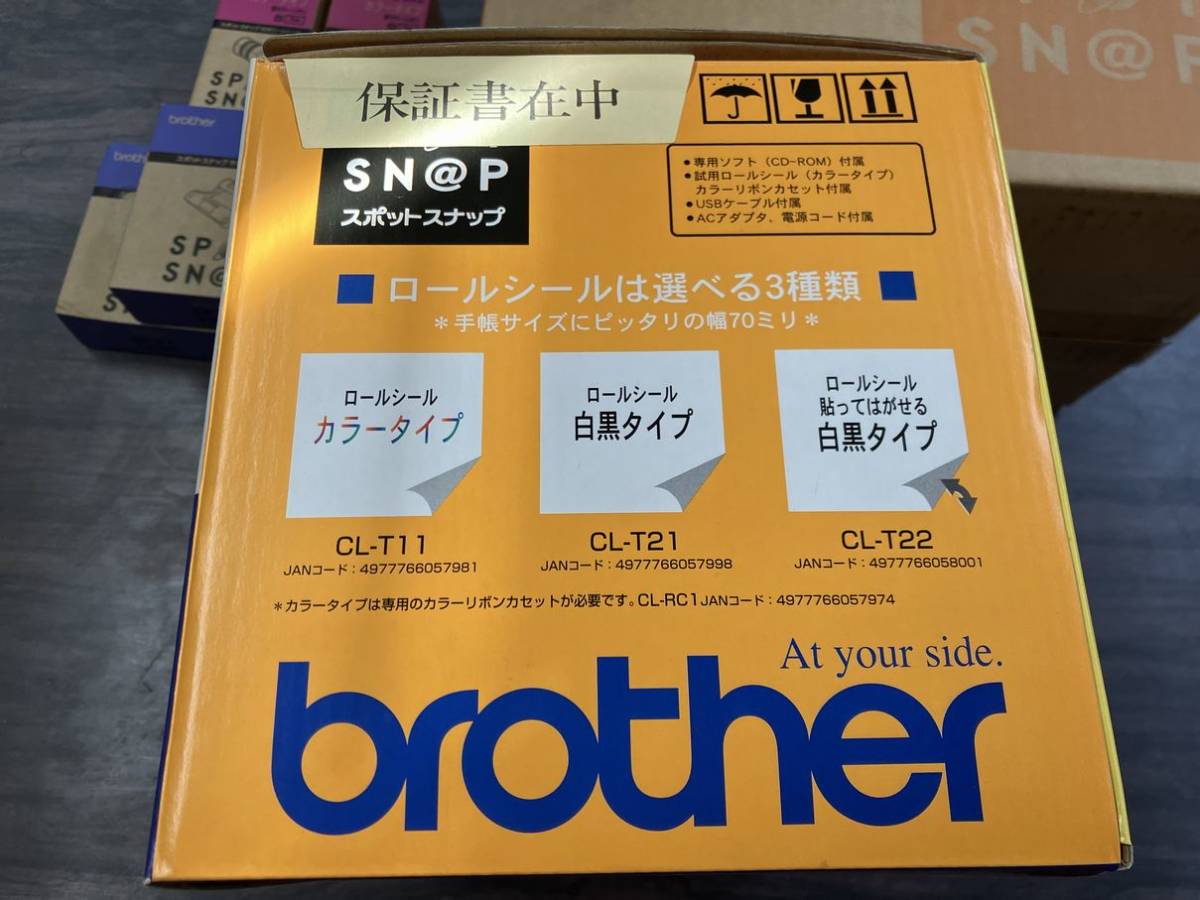 保証書在中
SN@P
スポットスナップ
●専用ソフト（CD-ROM）付属
●試用ロールシール（カラータイプ）
カラーリボンカセット付属
●USBケーブル付属
●ACアダプタ、電源コード付属
■ ロールシールは選べる3種類 ■
＊手帳サイズにピッタリの幅70ミリ＊
ロールシール
カラータイプ
CL-T11
JANコード：4977766057981
ロールシール
白黒タイプ
CL-T21
JANコード：4977766057998
ロールシール
貼ってはがせる
白黒タイプ
CL-T22
JANコード：4977766058001
＊カラータイプは専用のカラーリボンカセットが必要です。CL-RC1 JANコード：4977766057974
At your side.
brother
SP
SN@
brother
SP
SN@
SN@P